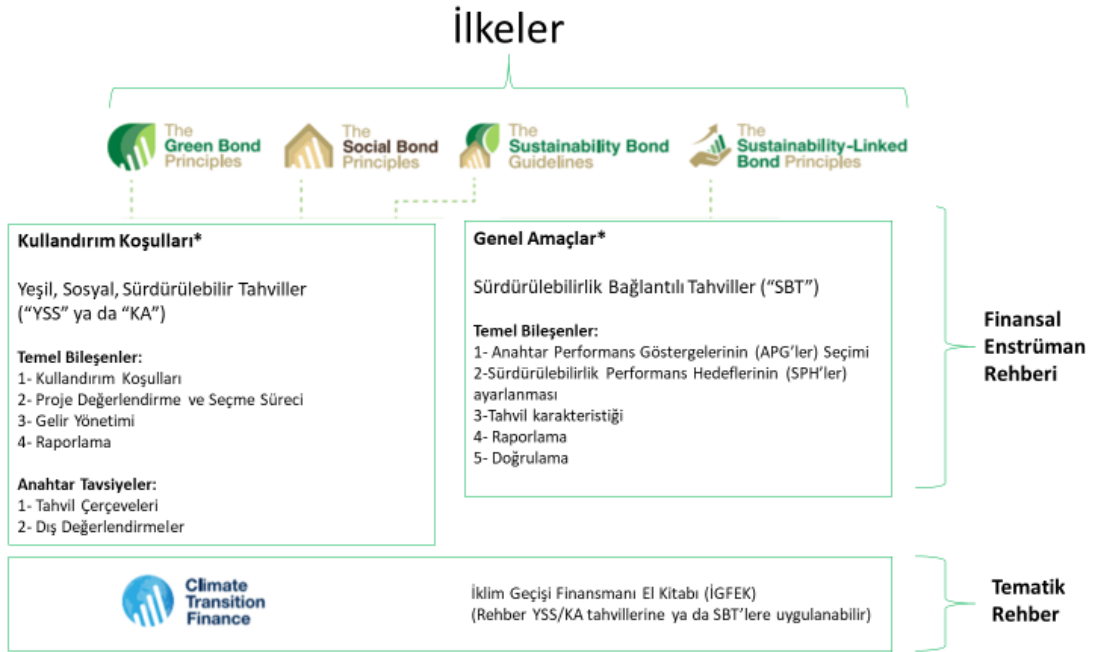 İlkeler
The
Green Bond
Principles
The
Social Bond
Principles
The
Sustainability Bond
Guidelines
The
Sustainability-Linked
Bond Principles
Kullandırım Koşulları*
Yeşil, Sosyal, Sürdürülebilir Tahviller
(“YSS” ya da “KA”)
Temel Bileşenler:
1- Kullandırım Koşulları
2- Proje Değerlendirme ve Seçme Süreci
3- Gelir Yönetimi
4- Raporlama
Anahtar Tavsiyeler:
1- Tahvil Çerçeveleri
2- Dış Değerlendirmeler
Genel Amaçlar*
Sürdürülebilirlik Bağlantılı Tahviller (“SBT”)
Temel Bileşenler:
1- Anahtar Performans Göstergelerinin (APG’ler) Seçimi
2-Sürdürülebilirlik Performans Hedeflerinin (SPH’ler)
ayarlanması
3-Tahvil karakteristiği
4- Raporlama
5- Doğrulama
Finansal
Enstrüman
Rehberi
Climate
Transition
Finance
İklim Geçişi Finansmanı El Kitabı (İGFEK)
(Rehber YSS/KA tahvillerine ya da SBT’lere uygulanabilir)
Tematik
Rehber